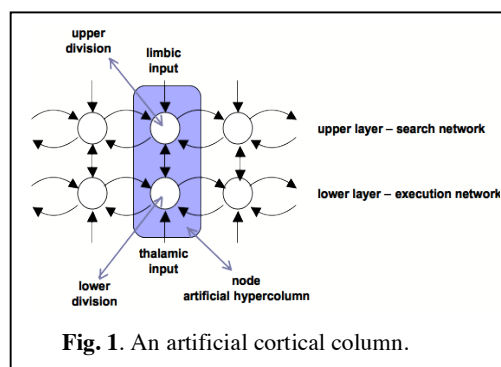 upper
division
limbic
input
upper layer – search network
lower layer – execution network
thalamic
input
lower
division
node
artificial hypercolumn
Fig. 1. An artificial cortical column.